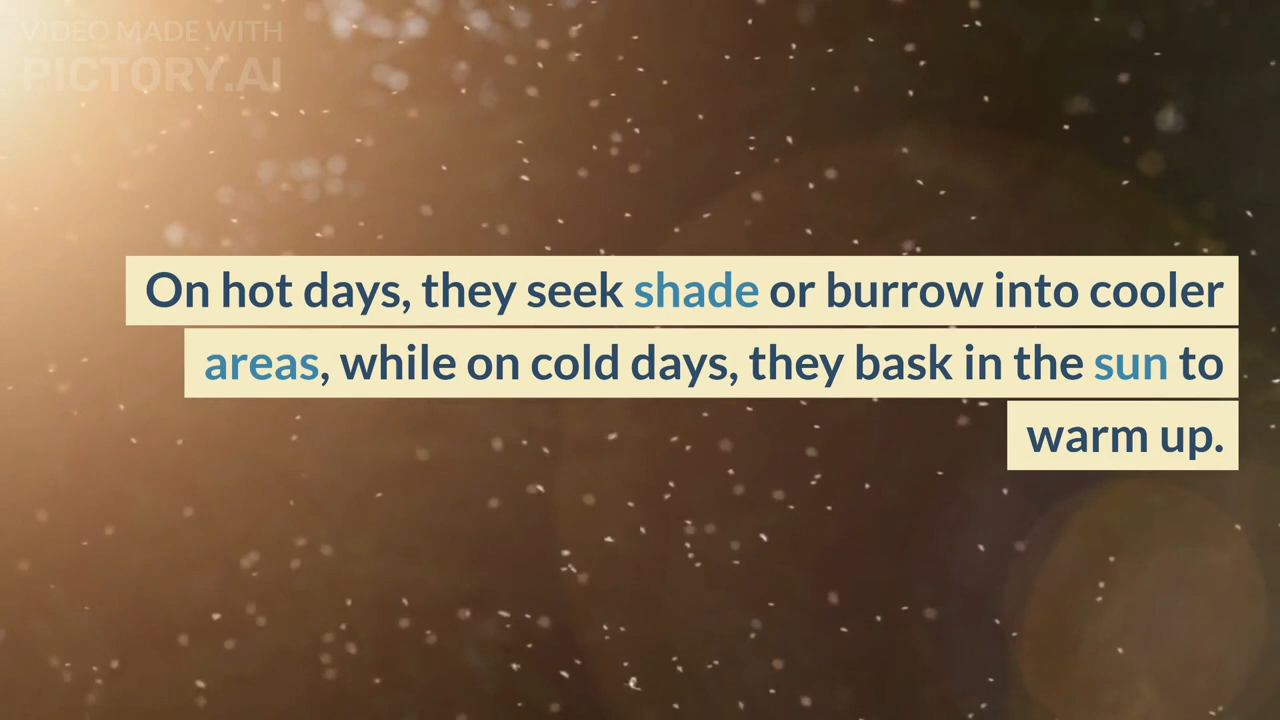 VIDEO MADE WITH
PICTORY.AI
On hot days, they seek shade or burrow into cooler
areas, while on cold days, they bask in the sun to
warm up.